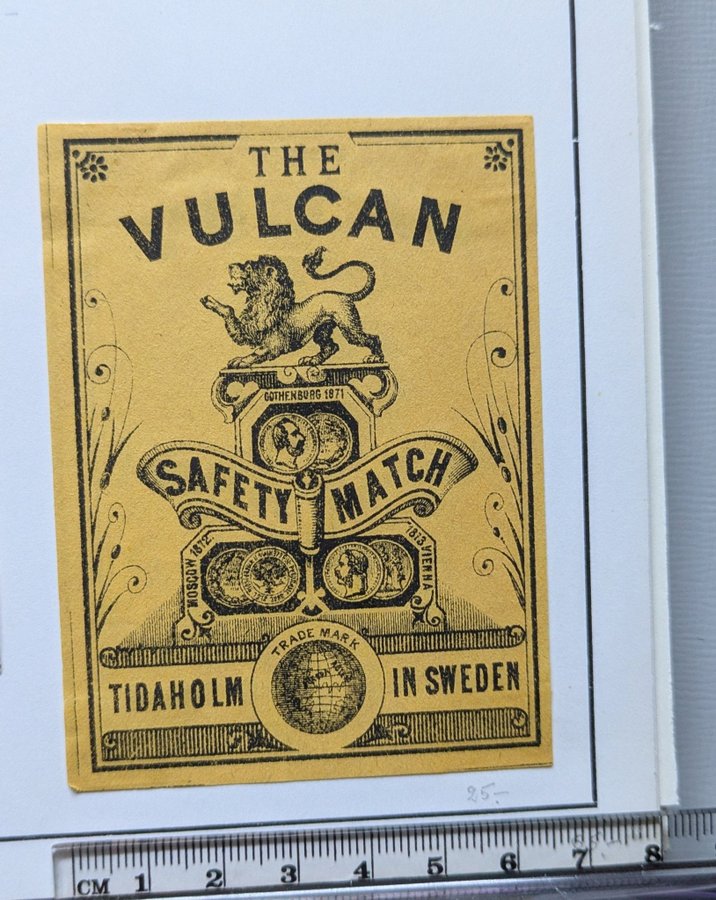 THE
VULCAN
GOTHENBURG 1871
SAFETY MATCH
MOSCOW 1872
1873 VIENNA
TRADE MARK
TIDAHOLM IN SWEDEN
25.-
CM 1 2 3 4 5 6 7 8